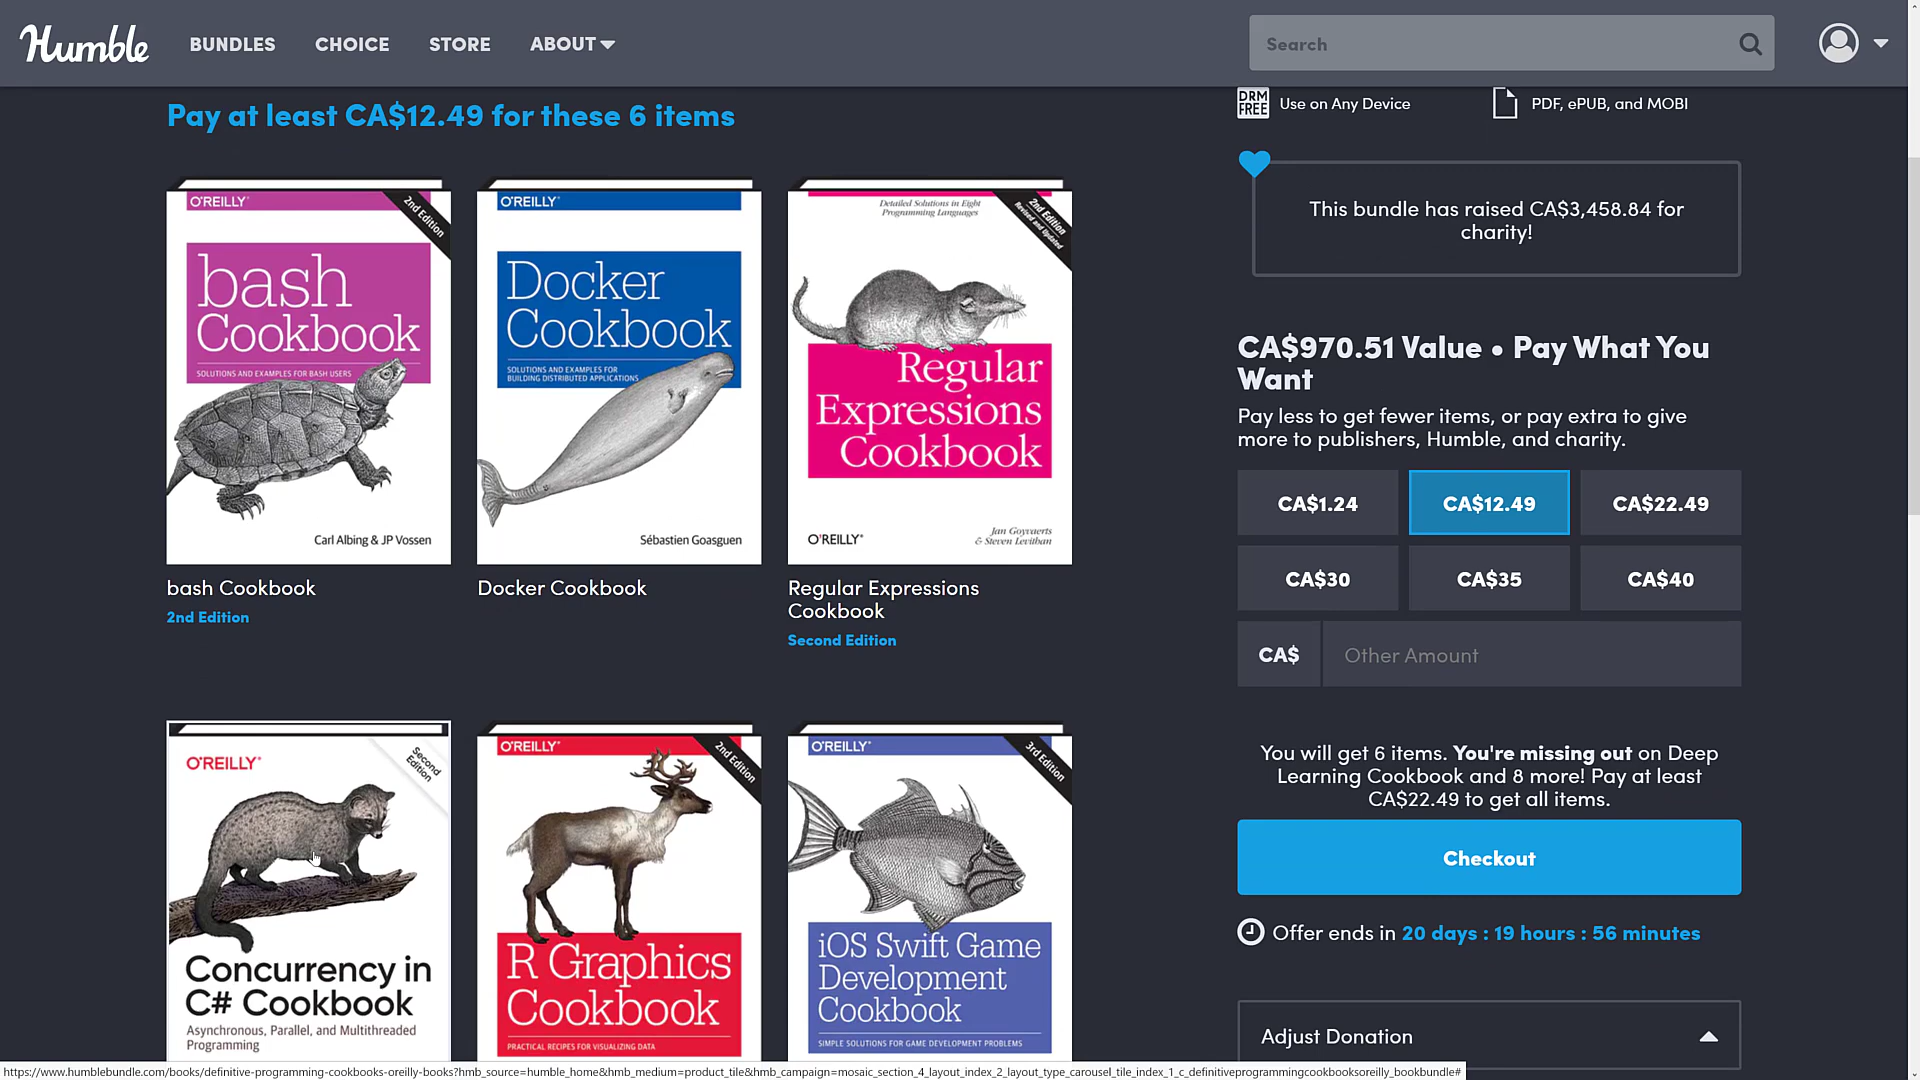 Humble
BUNDLES
CHOICE
STORE
ABOUT
Search
Pay at least CA$12.49 for these 6 items
DRM FREE
Use on Any Device
PDF, ePUB, and MOBI
O'REILLY®
2nd Edition
bash
Cookbook
SOLUTIONS AND EXAMPLES FOR BASH USERS
Carl Albing & JP Vossen
bash Cookbook
2nd Edition
O'REILLY®
Docker
Cookbook
SOLUTIONS AND EXAMPLES FOR
BUILDING DISTRIBUTED APPLICATIONS
Sébastien Goasguen
Docker Cookbook
Detailed Solutions in Eight
Programming Languages
2nd Edition
Revised and Updated
Regular
Expressions
Cookbook
O'REILLY®
Jan Goyvaerts
& Steven Levithan
Regular Expressions
Cookbook
Second Edition
O'REILLY®
Second
Edition
Concurrency in
C# Cookbook
Asynchronous, Parallel, and Multithreaded
Programming
O'REILLY®
2nd Edition
R Graphics
Cookbook
PRACTICAL RECIPES FOR VISUALIZING DATA
O'REILLY®
3rd Edition
iOS Swift Game
Development
Cookbook
SIMPLE SOLUTIONS FOR GAME DEVELOPMENT PROBLEMS
This bundle has raised CA$3,458.84 for
charity!
CA$970.51 Value • Pay What You
Want
Pay less to get fewer items, or pay extra to give
more to publishers, Humble, and charity.
CA$1.24
CA$12.49
CA$22.49
CA$30
CA$35
CA$40
CA$
Other Amount
You will get 6 items. You're missing out on Deep
Learning Cookbook and 8 more! Pay at least
CA$22.49 to get all items.
Checkout
Offer ends in 20 days : 19 hours : 56 minutes
Adjust Donation
https://www.humblebundle.com/books/definitive-programming-cookbooks-oreilly-books?hmb_source=humble_home&hmb_medium=product_tile&hmb_campaign=mosaic_section_4_layout_index_2_layout_type_carousel_tile_index_1_c_definitiveprogrammingcookbooksoreilly_bookbundle#